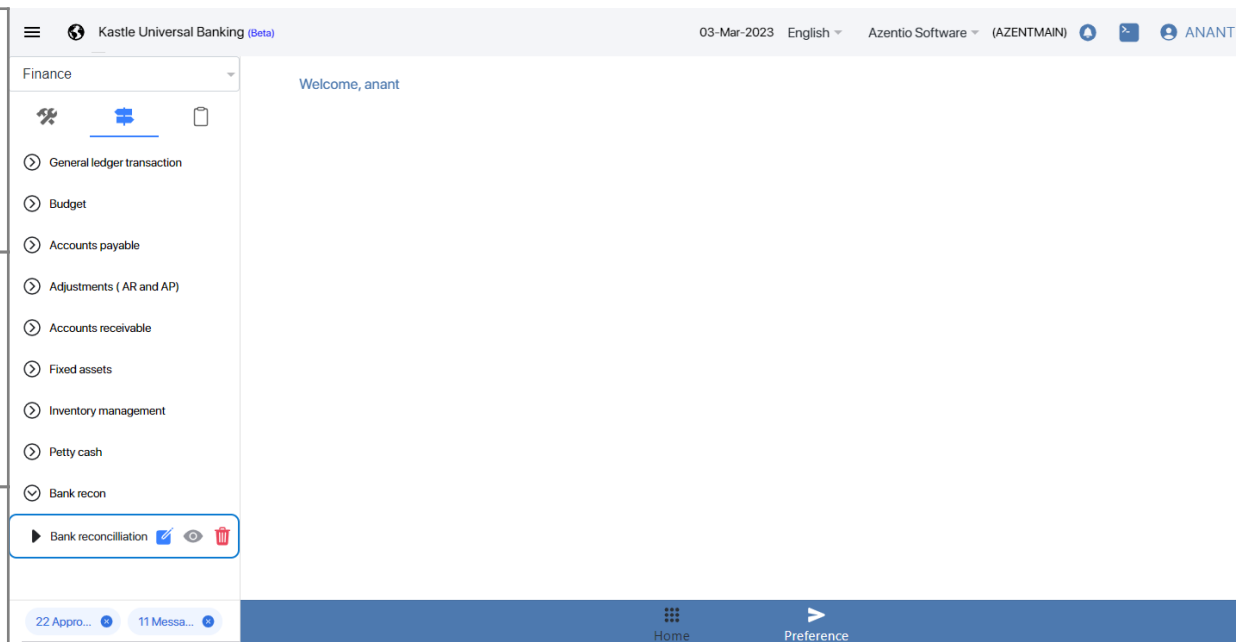 Kastle Universal Banking (Beta)
03-Mar-2023 English Azentio Software (AZENTMAIN) ANANT
Finance
Welcome, anant
General ledger transaction
Budget
Accounts payable
Adjustments ( AR and AP)
Accounts receivable
Fixed assets
Inventory management
Petty cash
Bank recon
Bank reconcilliation
22 Appro... 11 Messa...
Home
Preference